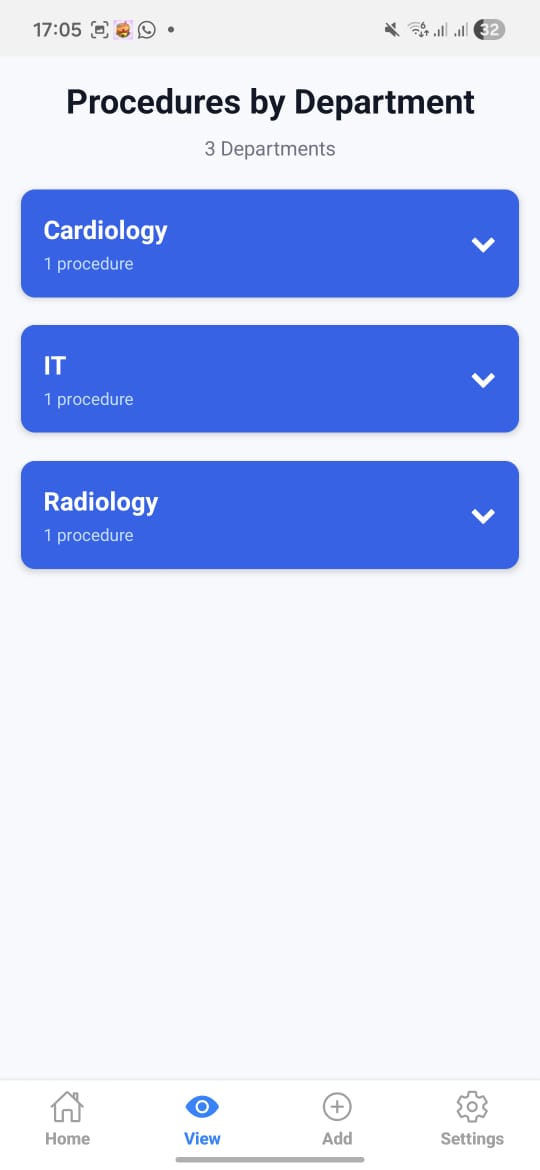 17:05
32
Procedures by Department
3 Departments
Cardiology
1 procedure
IT
1 procedure
Radiology
1 procedure
Home
View
Add
Settings